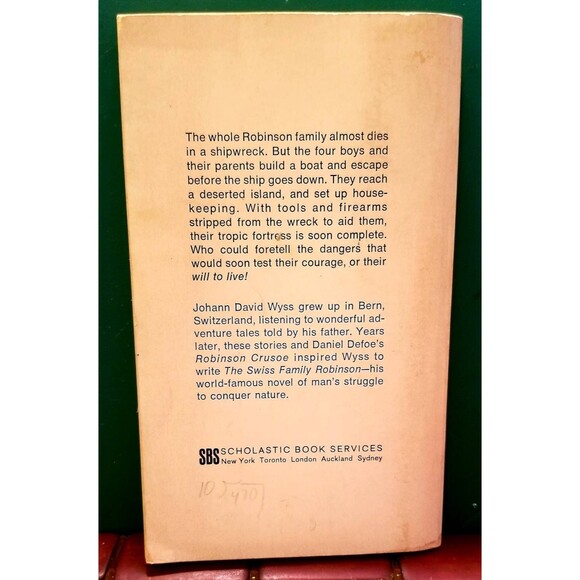 The whole Robinson family almost dies
in a shipwreck. But the four boys and
their parents build a boat and escape
before the ship goes down. They reach
a deserted island, and set up house-
keeping. With tools and firearms
stripped from the wreck to aid them,
their tropic fortress is soon complete.
Who could foretell the dangers that
would soon test their courage, or their
will to live!
Johann David Wyss grew up in Bern,
Switzerland, listening to wonderful ad-
venture tales told by his father. Years
later, these stories and Daniel Defoe's
Robinson Crusoe inspired Wyss to
write The Swiss Family Robinson—his
world-famous novel of man's struggle
to conquer nature.
SBS SCHOLASTIC BOOK SERVICES
New York Toronto London Auckland Sydney